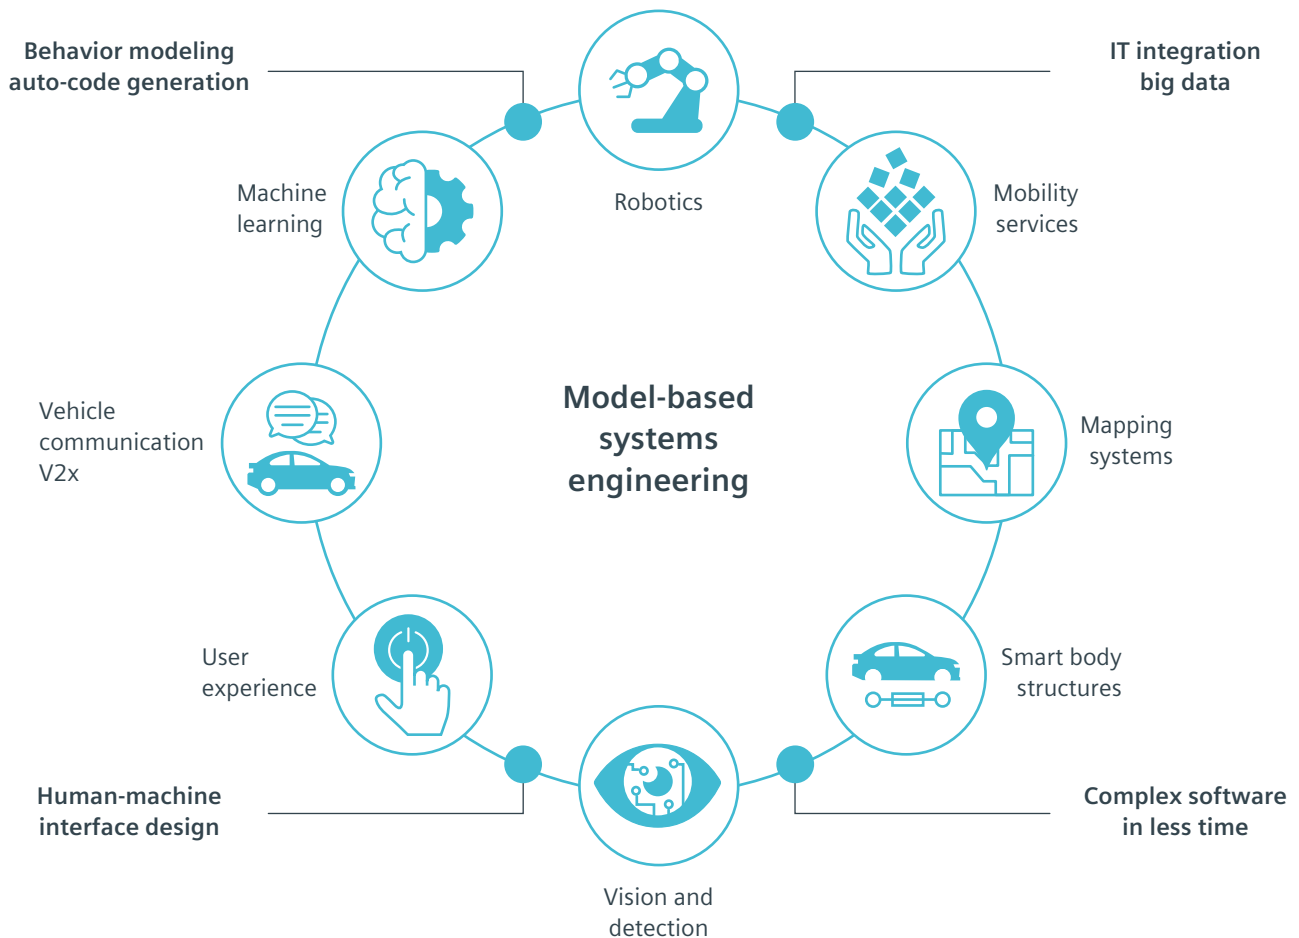 Behavior modeling
auto-code generation
IT integration
big data
Robotics
Machine
learning
Mobility
services
Model-based
systems
engineering
Vehicle
communication
V2x
Mapping
systems
User
experience
Smart body
structures
Human-machine
interface design
Complex software
in less time
Vision and
detection